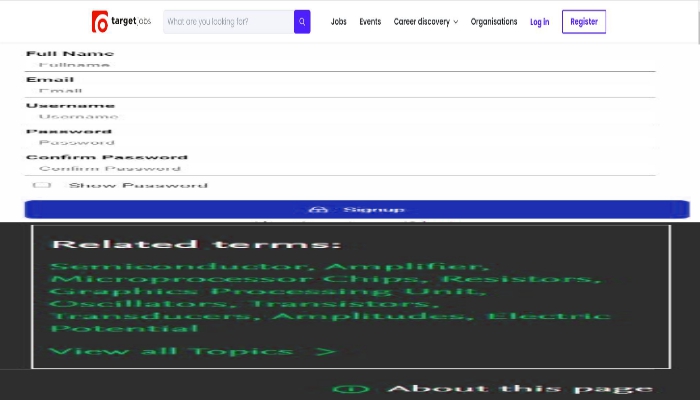 targetjobs What are you looking for? Jobs Events Career discovery Organisations Log in Register
Full Name
Fullname
Email
Email
Username
Username
Password
Password
Confirm Password
Confirm Password
Show Password
Signup
Related terms:
Semiconductor, Amplifier,
Microprocessor Chips, Resistors,
Graphics Processing Unit,
Oscillators, Transistors,
Transducers, Amplitudes, Electric
Potential
View all Topics >
About this page